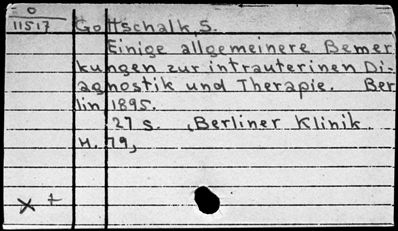 O
11517
Gottschalk, S.
Einige allgemeinere Bemer
kungen zur intrauterinen Di-
agnostik und Therapie. Ber
lin 1895.
27 s. , Berliner Klinik.
H. 79,
X t